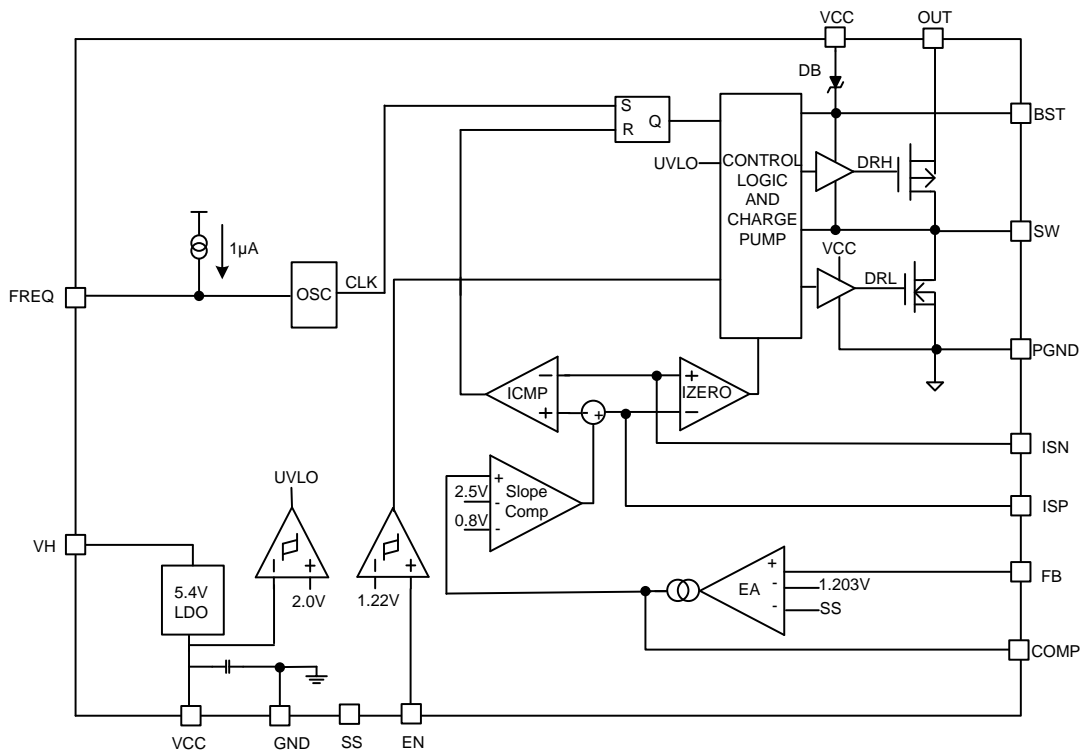 VCC
OUT
DB
S
R
Q
BST
UVLO
CONTROL
LOGIC
AND
CHARGE
PUMP
DRH
SW
1µA
VCC
FREQ
OSC
CLK
DRL
PGND
−
+
ICMP
- +
+
−
IZERO
ISN
UVLO
+
2.5V
-
0.8V
-
Slope
Comp
ISP
VH
5.4V
LDO
− +
2.0V
− +
1.22V
EA
+
-
1.203V
-
SS
FB
COMP
VCC
GND
SS
EN